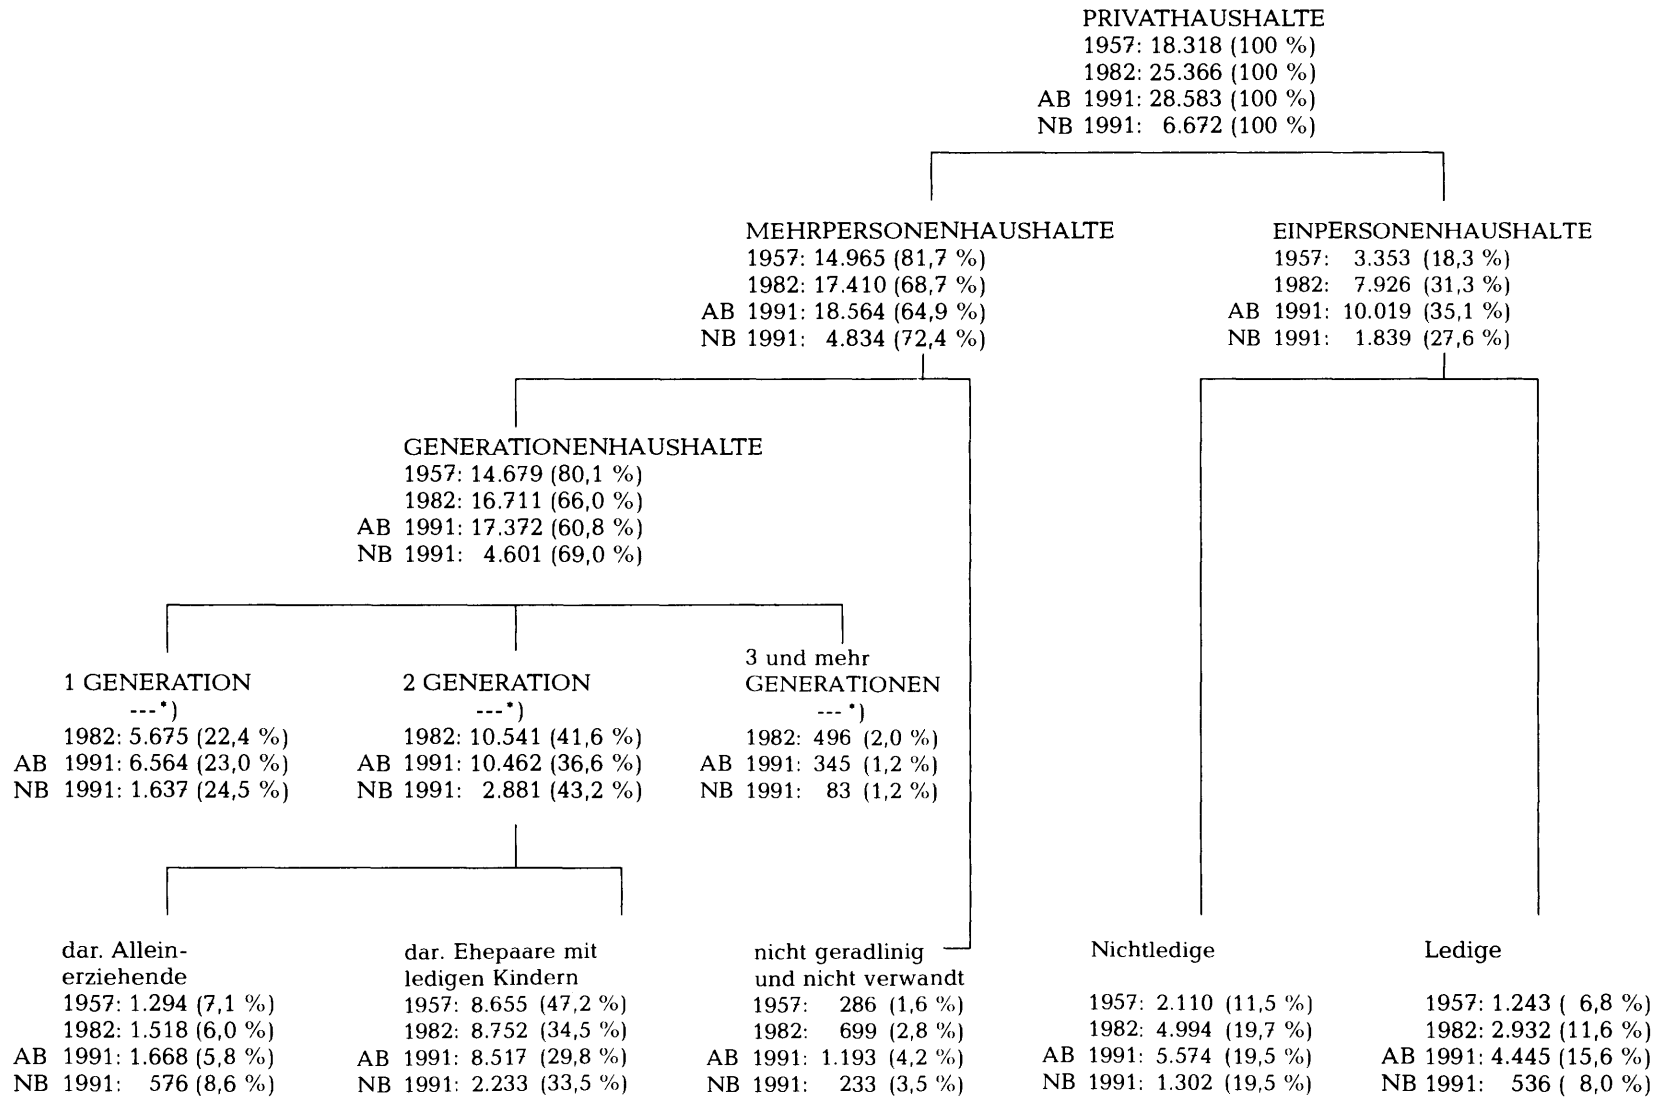 PRIVATHAUSHALTE
1957: 18.318 (100 %)
1982: 25.366 (100 %)
AB 1991: 28.583 (100 %)
NB 1991: 6.672 (100 %)
MEHRPERSONENHAUSHALTE
1957: 14.965 (81,7 %)
1982: 17.410 (68,7 %)
AB 1991: 18.564 (64,9 %)
NB 1991: 4.834 (72,4 %)
EINPERSONENHAUSHALTE
1957: 3.353 (18,3 %)
1982: 7.926 (31,3 %)
AB 1991: 10.019 (35,1 %)
NB 1991: 1.839 (27,6 %)
GENERATIONENHAUSHALTE
1957: 14.679 (80,1 %)
1982: 16.711 (66,0 %)
AB 1991: 17.372 (60,8 %)
NB 1991: 4.601 (69,0 %)
1 GENERATION
---*)
1982: 5.675 (22,4 %)
AB 1991: 6.564 (23,0 %)
NB 1991: 1.637 (24,5 %)
2 GENERATION
---*)
1982: 10.541 (41,6 %)
AB 1991: 10.462 (36,6 %)
NB 1991: 2.881 (43,2 %)
3 und mehr
GENERATIONEN
---*)
1982: 496 (2,0 %)
AB 1991: 345 (1,2 %)
NB 1991: 83 (1,2 %)
dar. Allein-
erziehende
1957: 1.294 (7,1 %)
1982: 1.518 (6,0 %)
AB 1991: 1.668 (5,8 %)
NB 1991: 576 (8,6 %)
dar. Ehepaare mit
ledigen Kindern
1957: 8.655 (47,2 %)
1982: 8.752 (34,5 %)
AB 1991: 8.517 (29,8 %)
NB 1991: 2.233 (33,5 %)
nicht geradlinig
und nicht verwandt
1957: 286 (1,6 %)
1982: 699 (2,8 %)
AB 1991: 1.193 (4,2 %)
NB 1991: 233 (3,5 %)
Nichtledige
1957: 2.110 (11,5 %)
1982: 4.994 (19,7 %)
AB 1991: 5.574 (19,5 %)
NB 1991: 1.302 (19,5 %)
Ledige
1957: 1.243 ( 6,8 %)
1982: 2.932 (11,6 %)
AB 1991: 4.445 (15,6 %)
NB 1991: 536 ( 8,0 %)